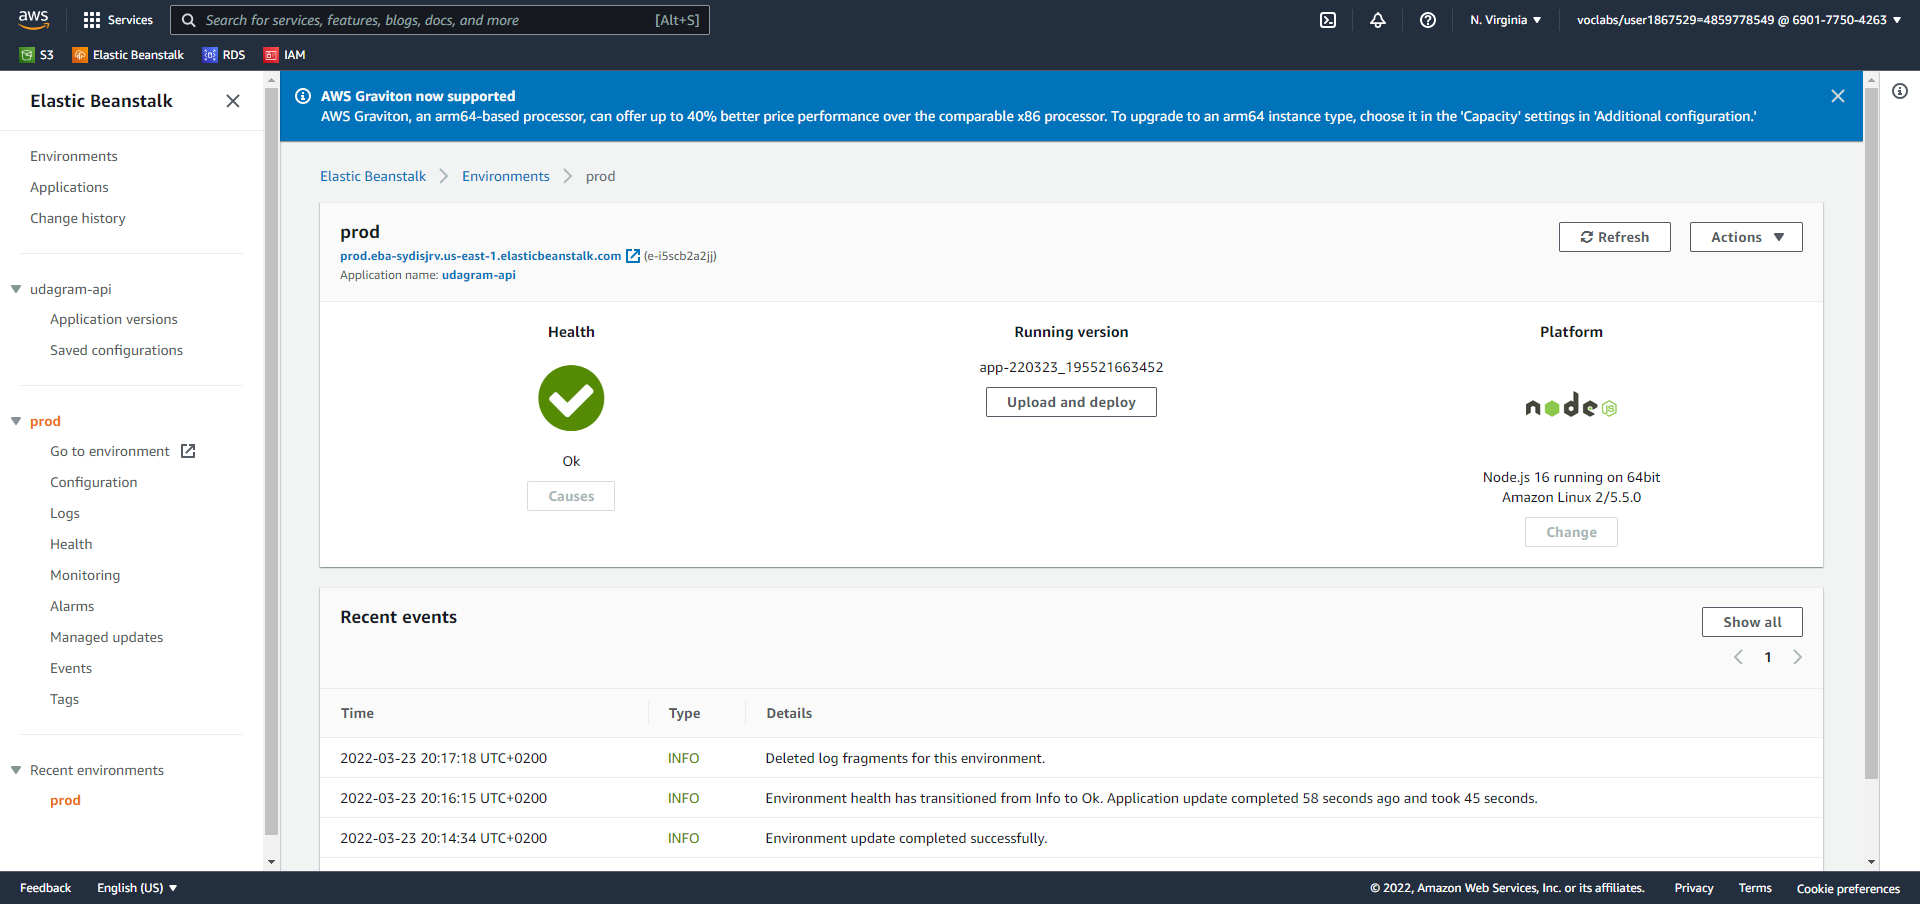 aws
Services
Search for services, features, blogs, docs, and more
[Alt+S]
N. Virginia
voclabs/user1867529=4859778549 @ 6901-7750-4263
S3
Elastic Beanstalk
RDS
IAM
Elastic Beanstalk
Environments
Applications
Change history
udagram-api
Application versions
Saved configurations
prod
Go to environment
Configuration
Logs
Health
Monitoring
Alarms
Managed updates
Events
Tags
Recent environments
prod
AWS Graviton now supported
AWS Graviton, an arm64-based processor, can offer up to 40% better price performance over the comparable x86 processor. To upgrade to an arm64 instance type, choose it in the 'Capacity' settings in 'Additional configuration.'
Elastic Beanstalk
Environments
prod
prod
prod.eba-sydisjrv.us-east-1.elasticbeanstalk.com (e-i5scb2a2jj)
Application name: udagram-api
Refresh
Actions
Health
Ok
Causes
Running version
app-220323_195521663452
Upload and deploy
Platform
node JS
Node.js 16 running on 64bit
Amazon Linux 2/5.5.0
Change
Recent events
Show all
1
Time Type Details
2022-03-23 20:17:18 UTC+0200 INFO Deleted log fragments for this environment.
2022-03-23 20:16:15 UTC+0200 INFO Environment health has transitioned from Info to Ok. Application update completed 58 seconds ago and took 45 seconds.
2022-03-23 20:14:34 UTC+0200 INFO Environment update completed successfully.
Feedback
English (US)
© 2022, Amazon Web Services, Inc. or its affiliates.
Privacy
Terms
Cookie preferences